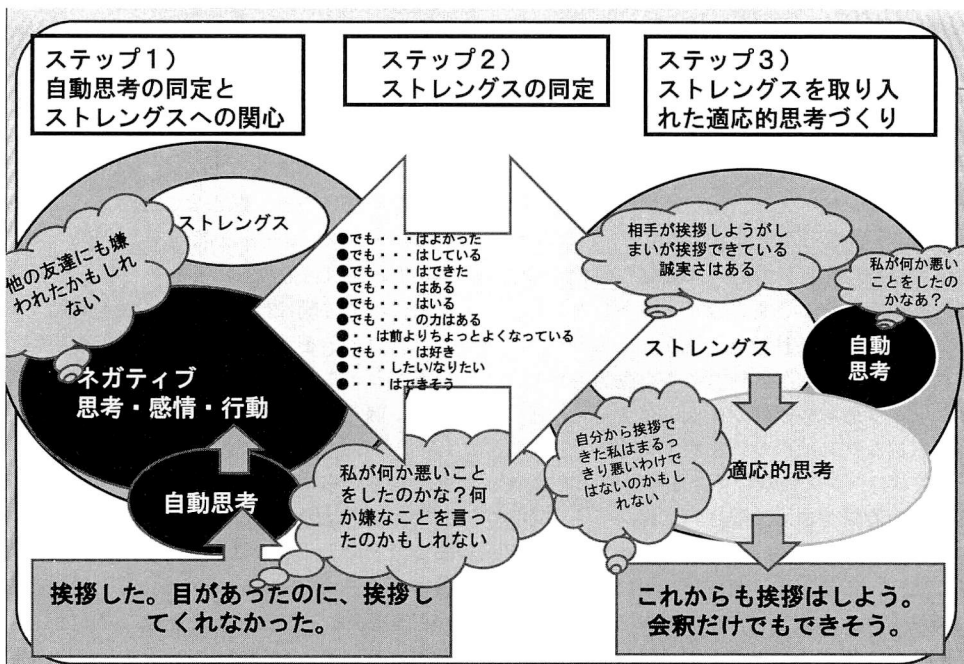 ステップ１）
自動思考の同定と
ストレングスへの関心
ステップ２）
ストレングスの同定
ステップ３）
ストレングスを取り入
れた適応的思考づくり
ストレングス
他の友達にも嫌
われたかもしれ
ない
ネガティブ
思考・感情・行動
自動思考
私が何か悪いこと
をしたのかな？何
か嫌なことを言っ
たのかもしれない
挨拶した。目があったのに、挨拶し
てくれなかった。
●でも・・・はよかった
●でも・・・はしている
●でも・・・はできた
●でも・・・はある
●でも・・・はいる
●でも・・・の力はある
●・・は前よりちょっとよくなっている
●でも・・・は好き
●・・・したい/なりたい
●・・・はできそう
相手が挨拶しようがし
まいが挨拶できている
誠実さはある
私が何か悪い
ことをしたの
かなあ？
ストレングス
自動
思考
自分から挨拶で
きた私はまるっ
きり悪いわけで
はないのかもし
れない
適応的思考
これからも挨拶はしよう。
会釈だけでもできそう。